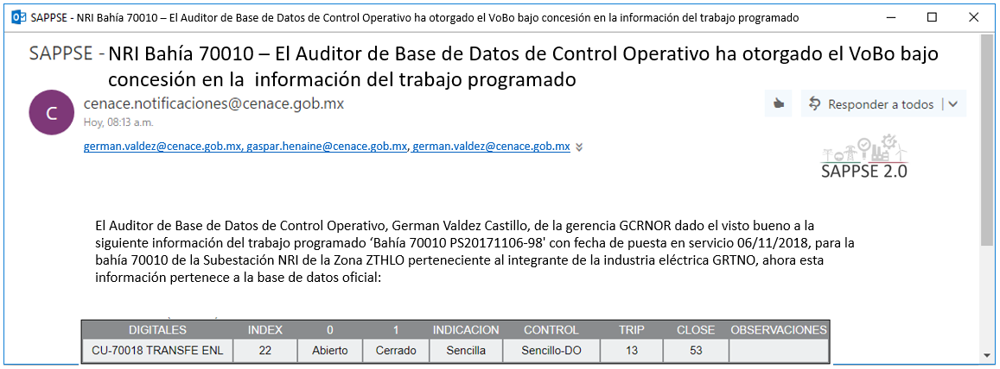 SAPPSE - NRI Bahía 70010 – El Auditor de Base de Datos de Control Operativo ha otorgado el VoBo bajo concesión en la información del trabajo programado
SAPPSE - NRI Bahía 70010 – El Auditor de Base de Datos de Control Operativo ha otorgado el VoBo bajo
concesión en la información del trabajo programado
C
cenace.notificaciones@cenace.gob.mx
Hoy, 08:13 a.m.
Responder a todos
german.valdez@cenace.gob.mx, gaspar.henaine@cenace.gob.mx, german.valdez@cenace.gob.mx
SAPPSE 2.0
El Auditor de Base de Datos de Control Operativo, German Valdez Castillo, de la gerencia GCRNOR dado el visto bueno a la
siguiente información del trabajo programado ‘Bahía 70010 PS20171106-98' con fecha de puesta en servicio 06/11/2018, para la
bahía 70010 de la Subestación NRI de la Zona ZTHLO perteneciente al integrante de la industria eléctrica GRTNO, ahora esta
información pertenece a la base de datos oficial:
DIGITALES INDEX 0 1 INDICACION CONTROL TRIP CLOSE OBSERVACIONES
CU-70018 TRANSFE ENL 22 Abierto Cerrado Sencilla Sencillo-DO 13 53